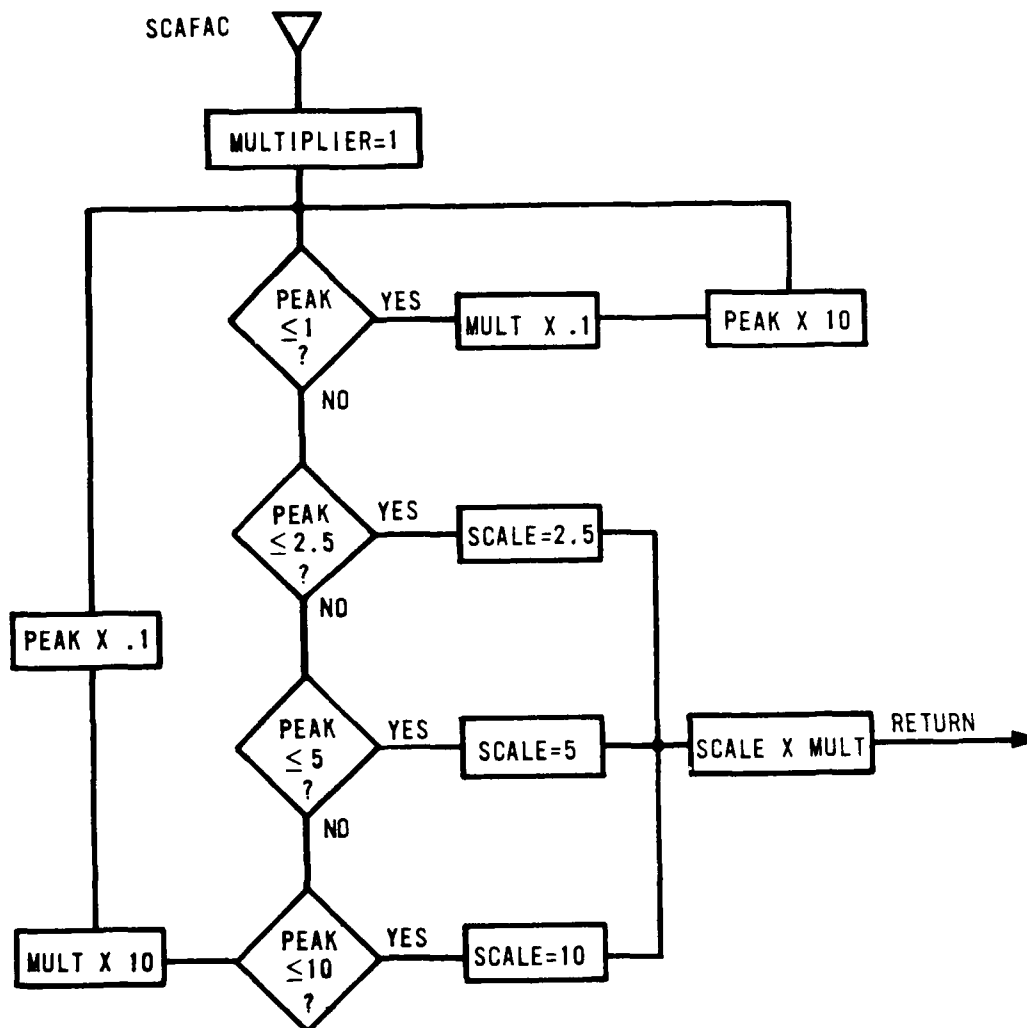 SCAFAC
MULTIPLIER=1
PEAK
≤1
?
YES
MULT X .1
PEAK X 10
NO
PEAK
≤2.5
?
YES
SCALE=2.5
NO
PEAK X .1
PEAK
≤5
?
YES
SCALE=5
SCALE X MULT
RETURN
NO
MULT X 10
PEAK
≤10
?
YES
SCALE=10